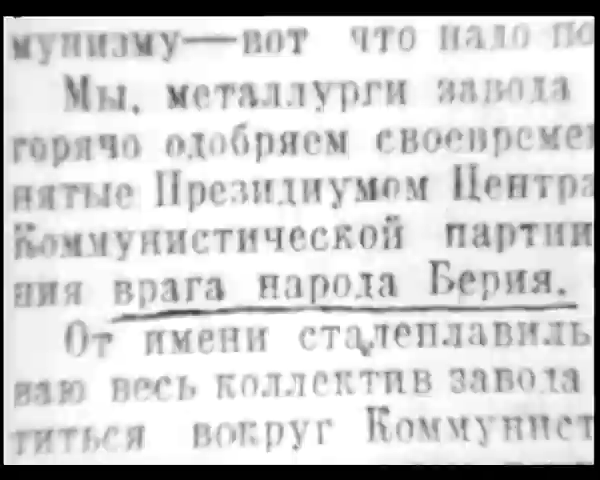 мунизму—вот что надо по
Мы, металлурги завода
горячо одобряем своевреме
нятые Президиумом Центра
Коммунистической партии
ния врага народа Берия.
От имени сталеплавиль
ваю весь коллектив завода
титься вокруг Коммунист